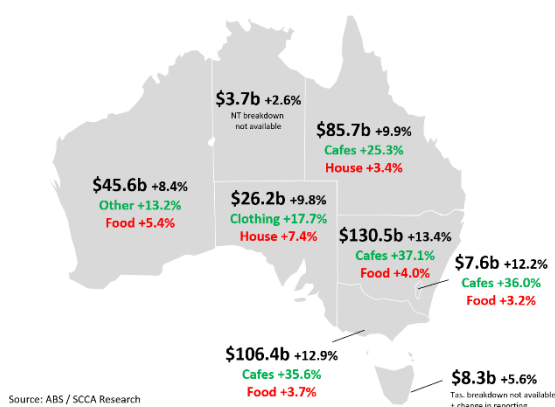 $3.7b +2.6%
NT breakdown
not available
$85.7b +9.9%
Cafes +25.3%
House +3.4%
$45.6b +8.4%
Other +13.2%
Food +5.4%
$26.2b +9.8%
Clothing +17.7%
House +7.4%
$130.5b +13.4%
Cafes +37.1%
Food +4.0%
$7.6b +12.2%
Cafes +36.0%
Food +3.2%
$106.4b +12.9%
Cafes +35.6%
Food +3.7%
$8.3b +5.6%
Tas. breakdown not available
+ change in reporting
Source: ABS / SCCA Research